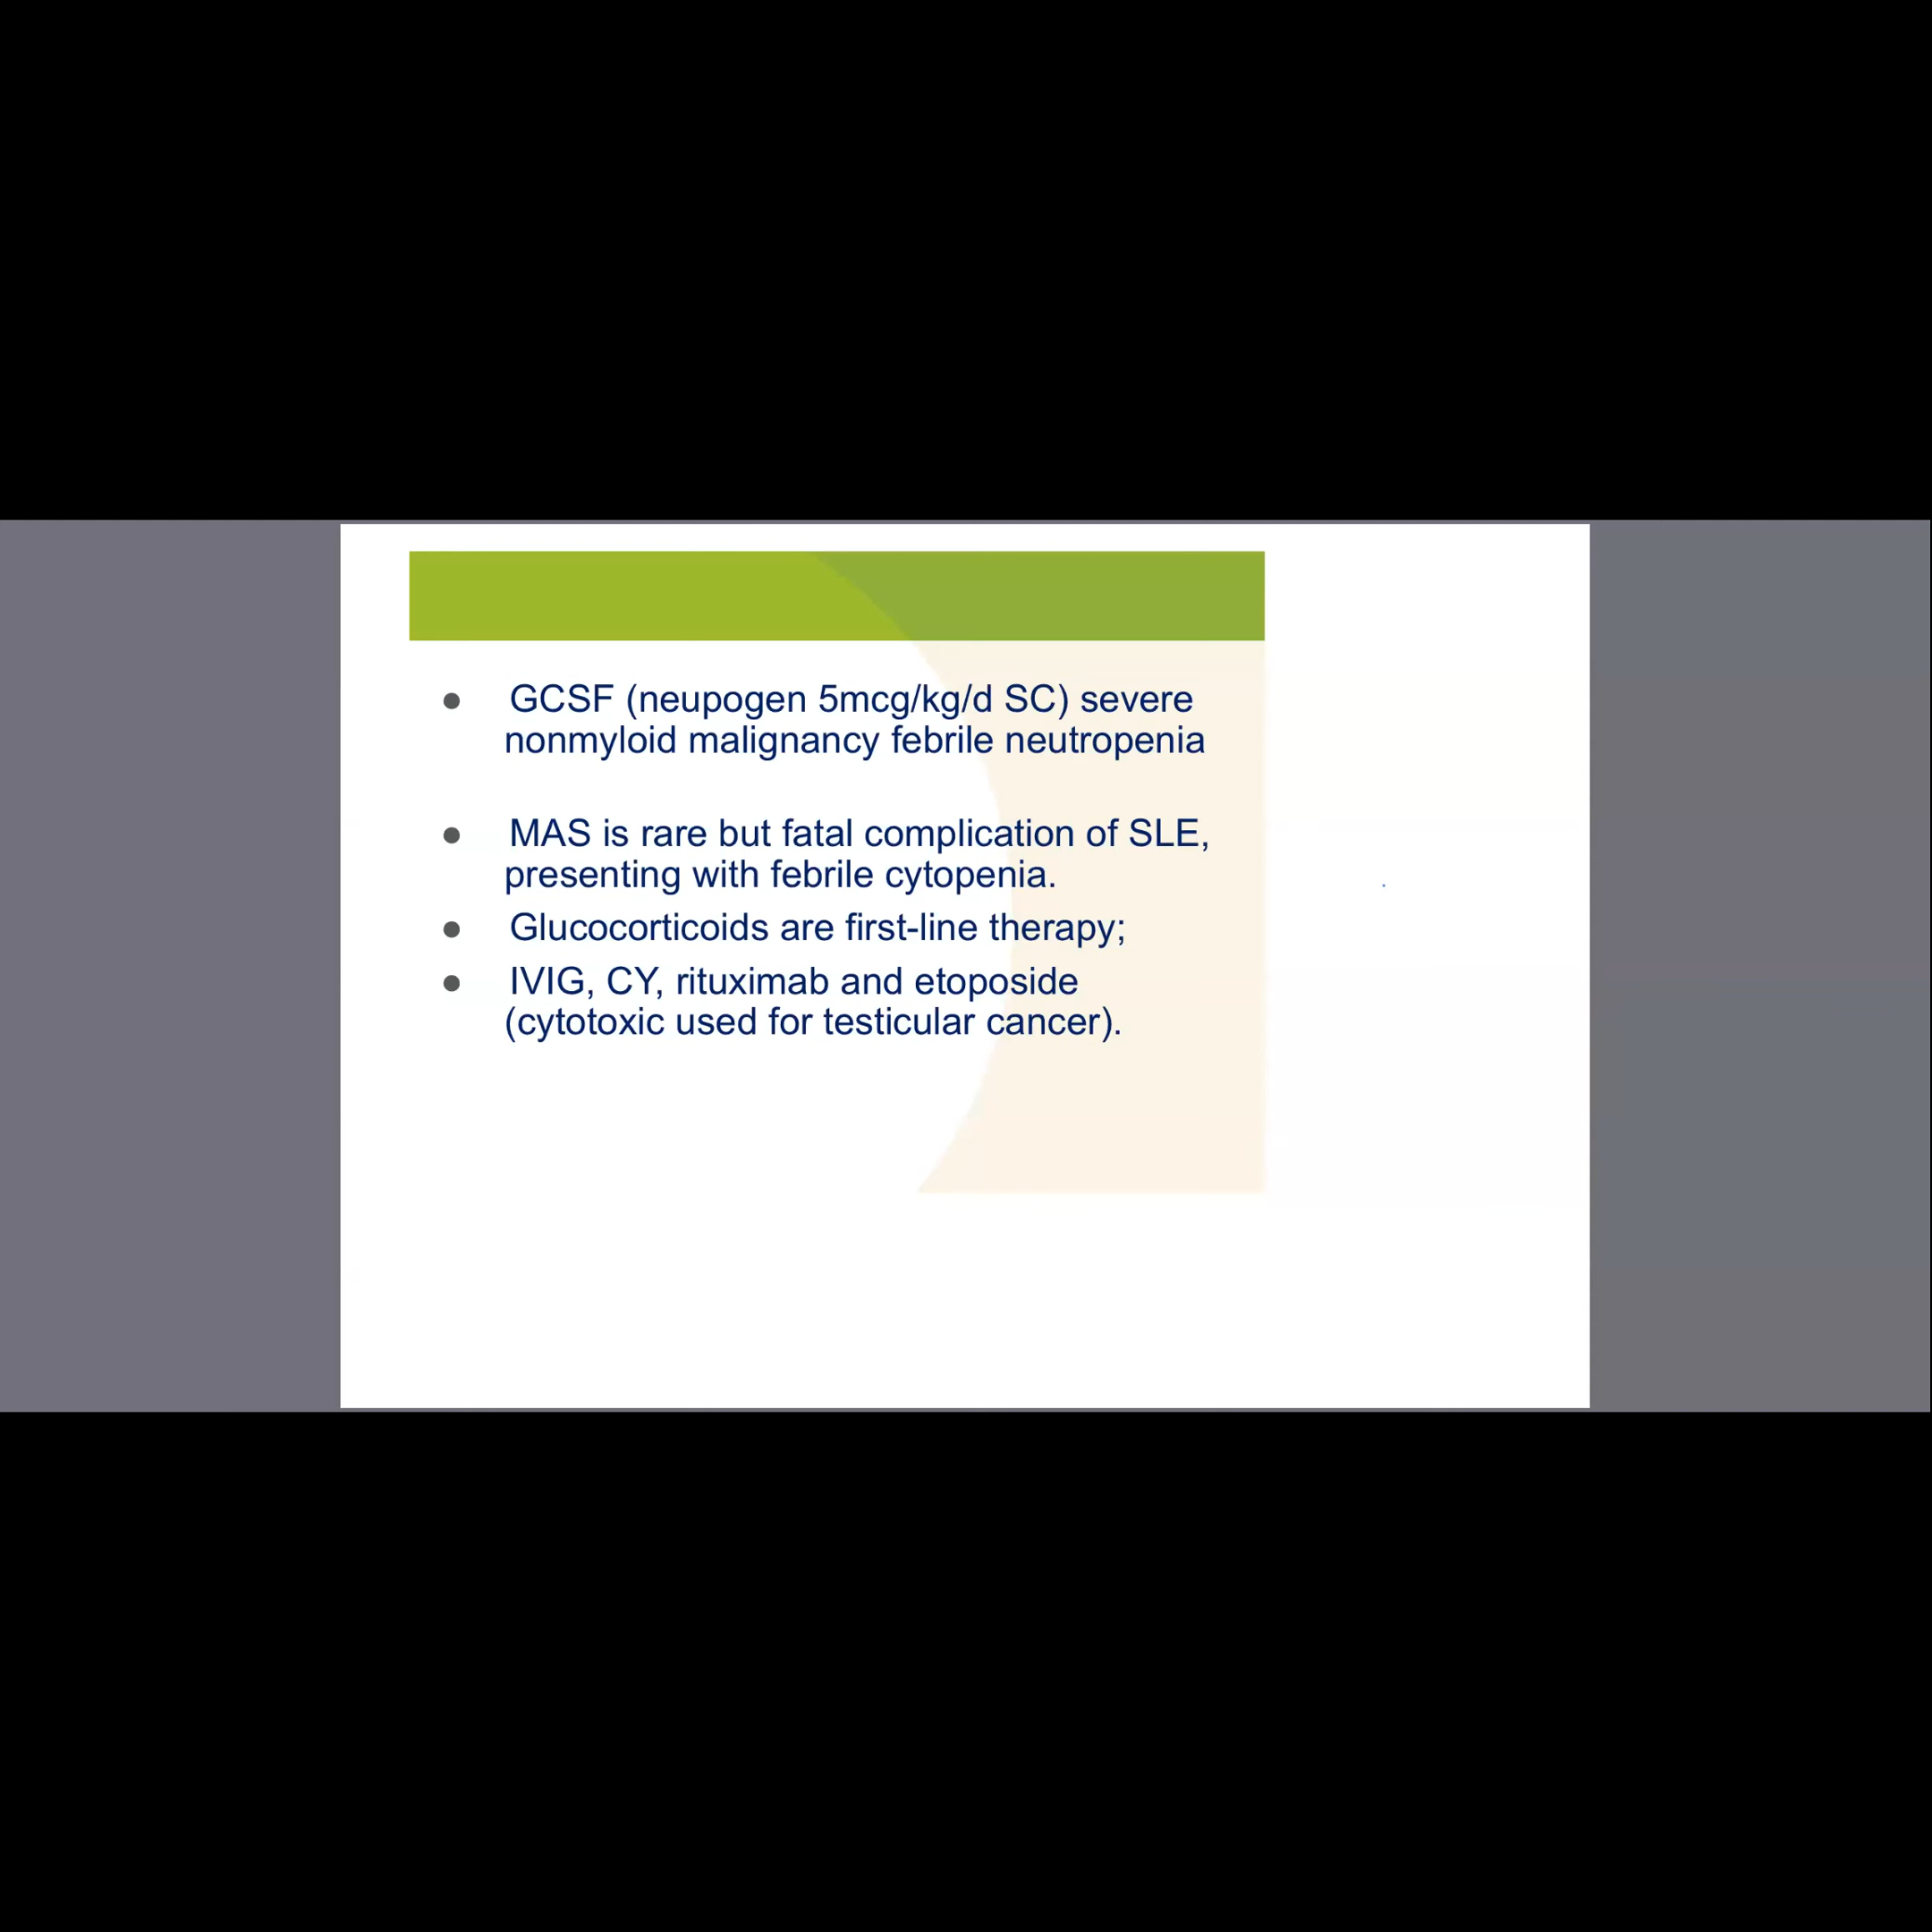 GCSF (neupogen 5mcg/kg/d SC) severe
nonmyloid malignancy febrile neutropenia
MAS is rare but fatal complication of SLE,
presenting with febrile cytopenia.
Glucocorticoids are first-line therapy;
IVIG, CY, rituximab and etoposide
(cytotoxic used for testicular cancer).